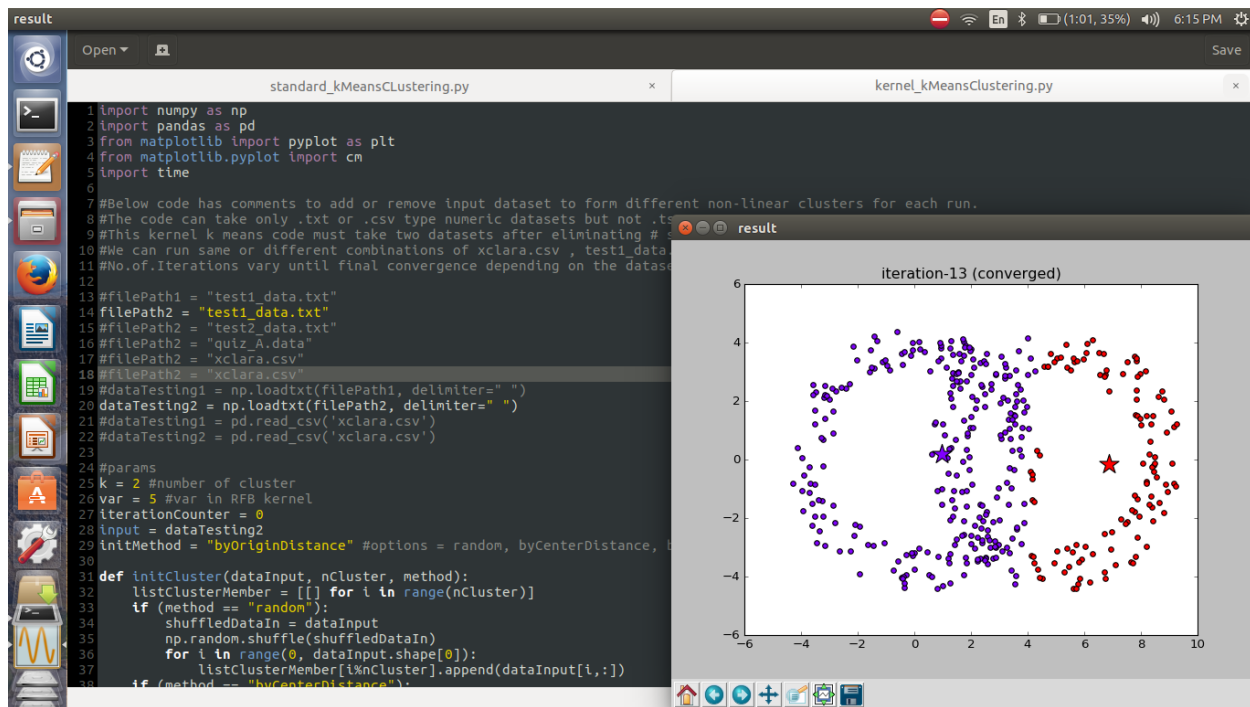 result
En
(1:01, 35%)
6:15 PM
Open
Save
standard_kMeansCLustering.py
×
kernel_kMeansClustering.py
×
1 import numpy as np
2 import pandas as pd
3 from matplotlib import pyplot as plt
4 from matplotlib.pyplot import cm
5 import time
6
7 #Below code has comments to add or remove input dataset to form different non-linear clusters for each run.
8 #The code can take only .txt or .csv type numeric datasets but not .ts
9 #This kernel k means code must take two datasets after eliminating # s
10 #We can run same or different combinations of xclara.csv , test1_data.
11 #No.of.Iterations vary until final convergence depending on the datase
12
13 #filePath1 = "test1_data.txt"
14 filePath2 = "test1_data.txt"
15 #filePath2 = "test2_data.txt"
16 #filePath2 = "quiz_A.data"
17 #filePath2 = "xclara.csv"
18 #filePath2 = "xclara.csv"
19 #dataTesting1 = np.loadtxt(filePath1, delimiter=" ")
20 dataTesting2 = np.loadtxt(filePath2, delimiter=" ")
21 #dataTesting1 = pd.read_csv('xclara.csv')
22 #dataTesting2 = pd.read_csv('xclara.csv')
23
24 #params
25 k = 2 #number of cluster
26 var = 5 #var in RFB kernel
27 iterationCounter = 0
28 input = dataTesting2
29 initMethod = "byOriginDistance" #options = random, byCenterDistance, b
30
31 def initCluster(dataInput, nCluster, method):
32     listClusterMember = [[] for i in range(nCluster)]
33     if (method == "random"):
34         shuffledDataIn = dataInput
35         np.random.shuffle(shuffledDataIn)
36         for i in range(0, dataInput.shape[0]):
37             listClusterMember[i%nCluster].append(dataInput[i,:])
38     if (method == "byCenterDistance"):
result
iteration-13 (converged)
6
4
2
0
−2
−4
−6
−6 −4 −2 0 2 4 6 8 10